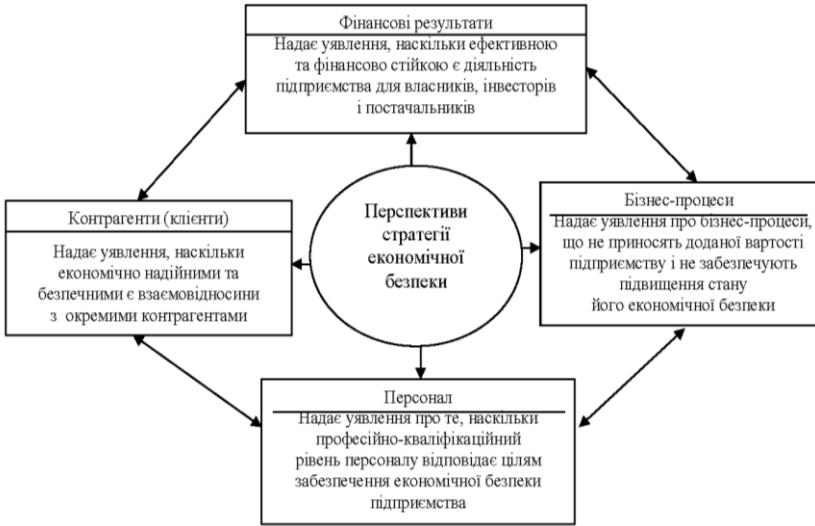 Фінансові результати
Надає уявлення, наскільки ефективною
та фінансово стійкою є діяльність
підприємства для власників, інвесторів
і постачальників
Контрагенти (клієнти)
Надає уявлення, наскільки
економічно надійними та
безпечними є взаємовідносини
з окремими контрагентами
Перспективи
стратегії
економічної
безпеки
Бізнес-процеси
Надає уявлення про бізнес-процеси,
що не приносять доданої вартості
підприємству і не забезпечують
підвищення стану
його економічної безпеки
Персонал
Надає уявлення про те, наскільки
професійно-кваліфікаційний
рівень персоналу відповідає цілям
забезпечення економічної безпеки
підприємства